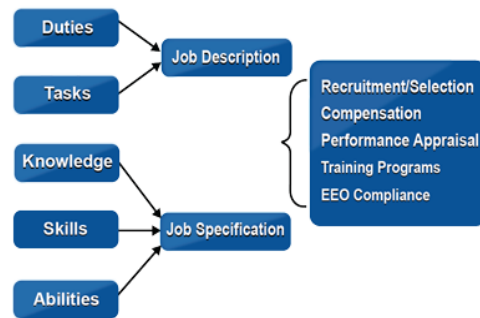 Duties
Tasks
Knowledge
Skills
Abilities
Job Description
Job Specification
Recruitment/Selection
Compensation
Performance Appraisal
Training Programs
EEO Compliance